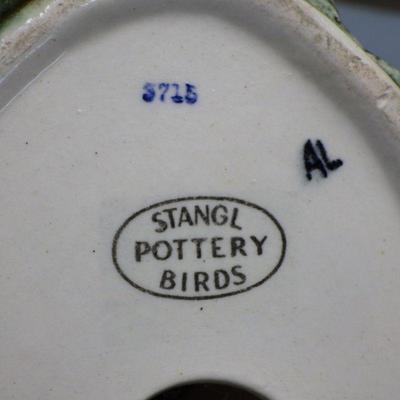 3715
AL
STANGL
POTTERY
BIRDS